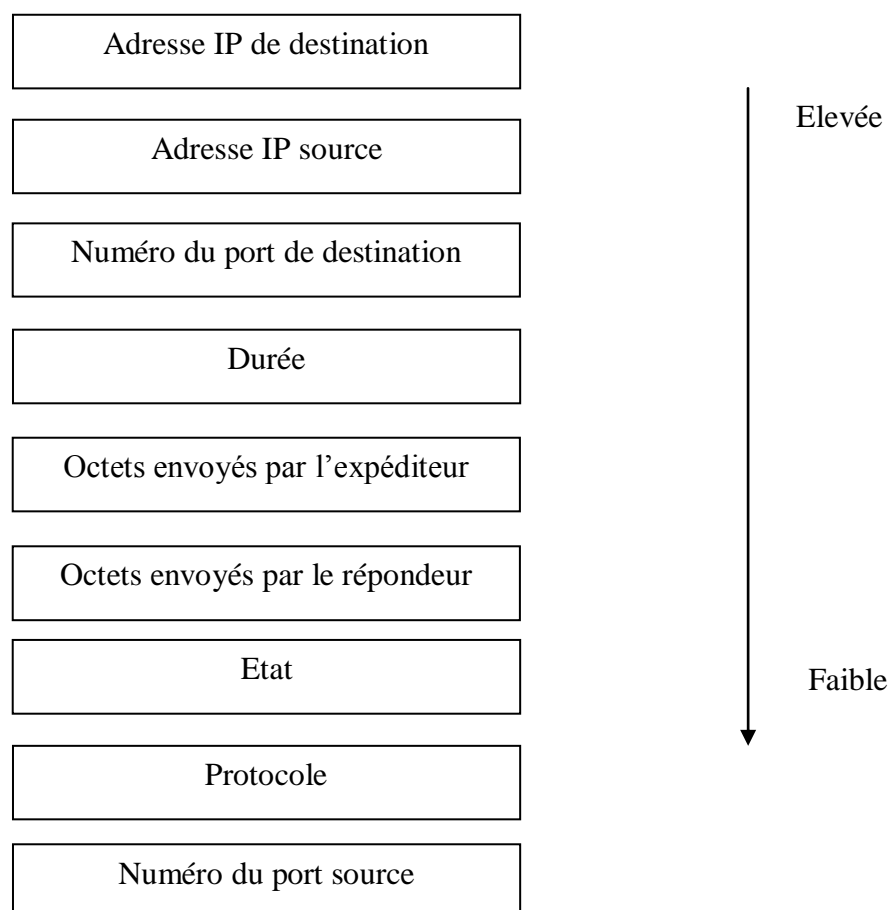 Adresse IP de destination
Elevée
Adresse IP source
Numéro du port de destination
Durée
Octets envoyés par l’expéditeur
Octets envoyés par le répondeur
Etat
Faible
Protocole
Numéro du port source